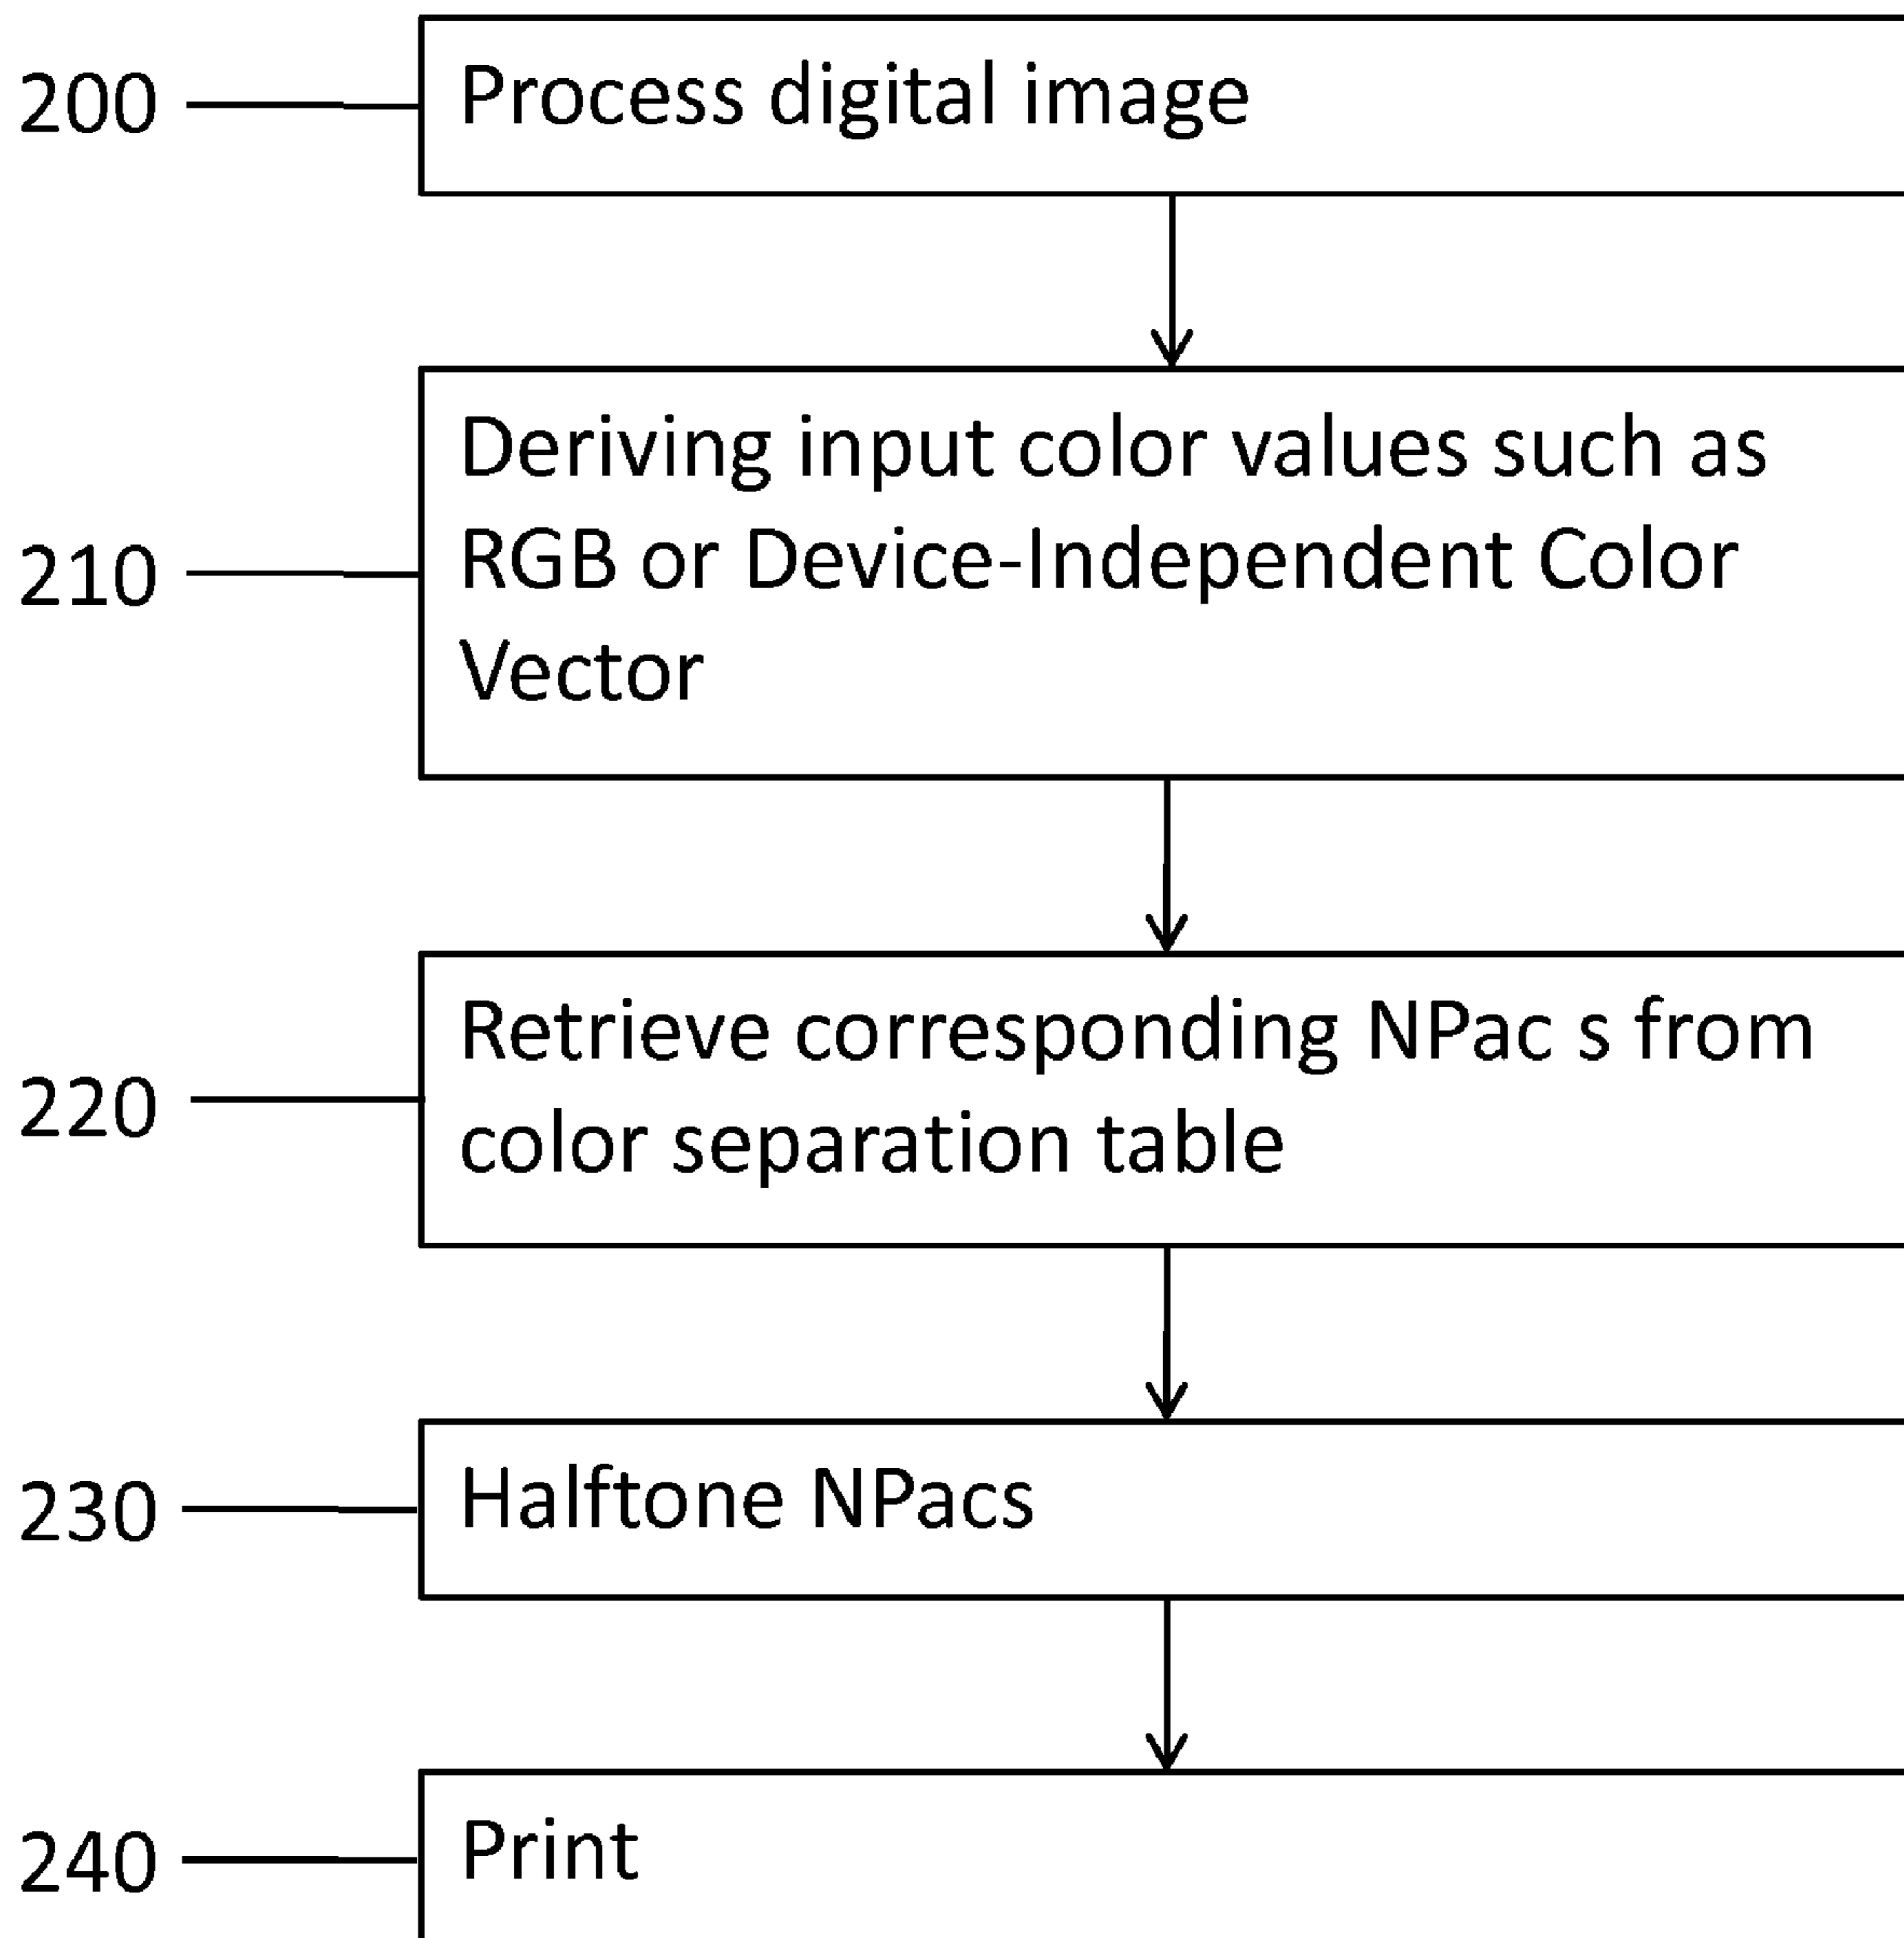 200
Process digital image
210
Deriving input color values such as
RGB or Device-Independent Color
Vector
220
Retrieve corresponding NPac s from
color separation table
230
Halftone NPacs
240
Print